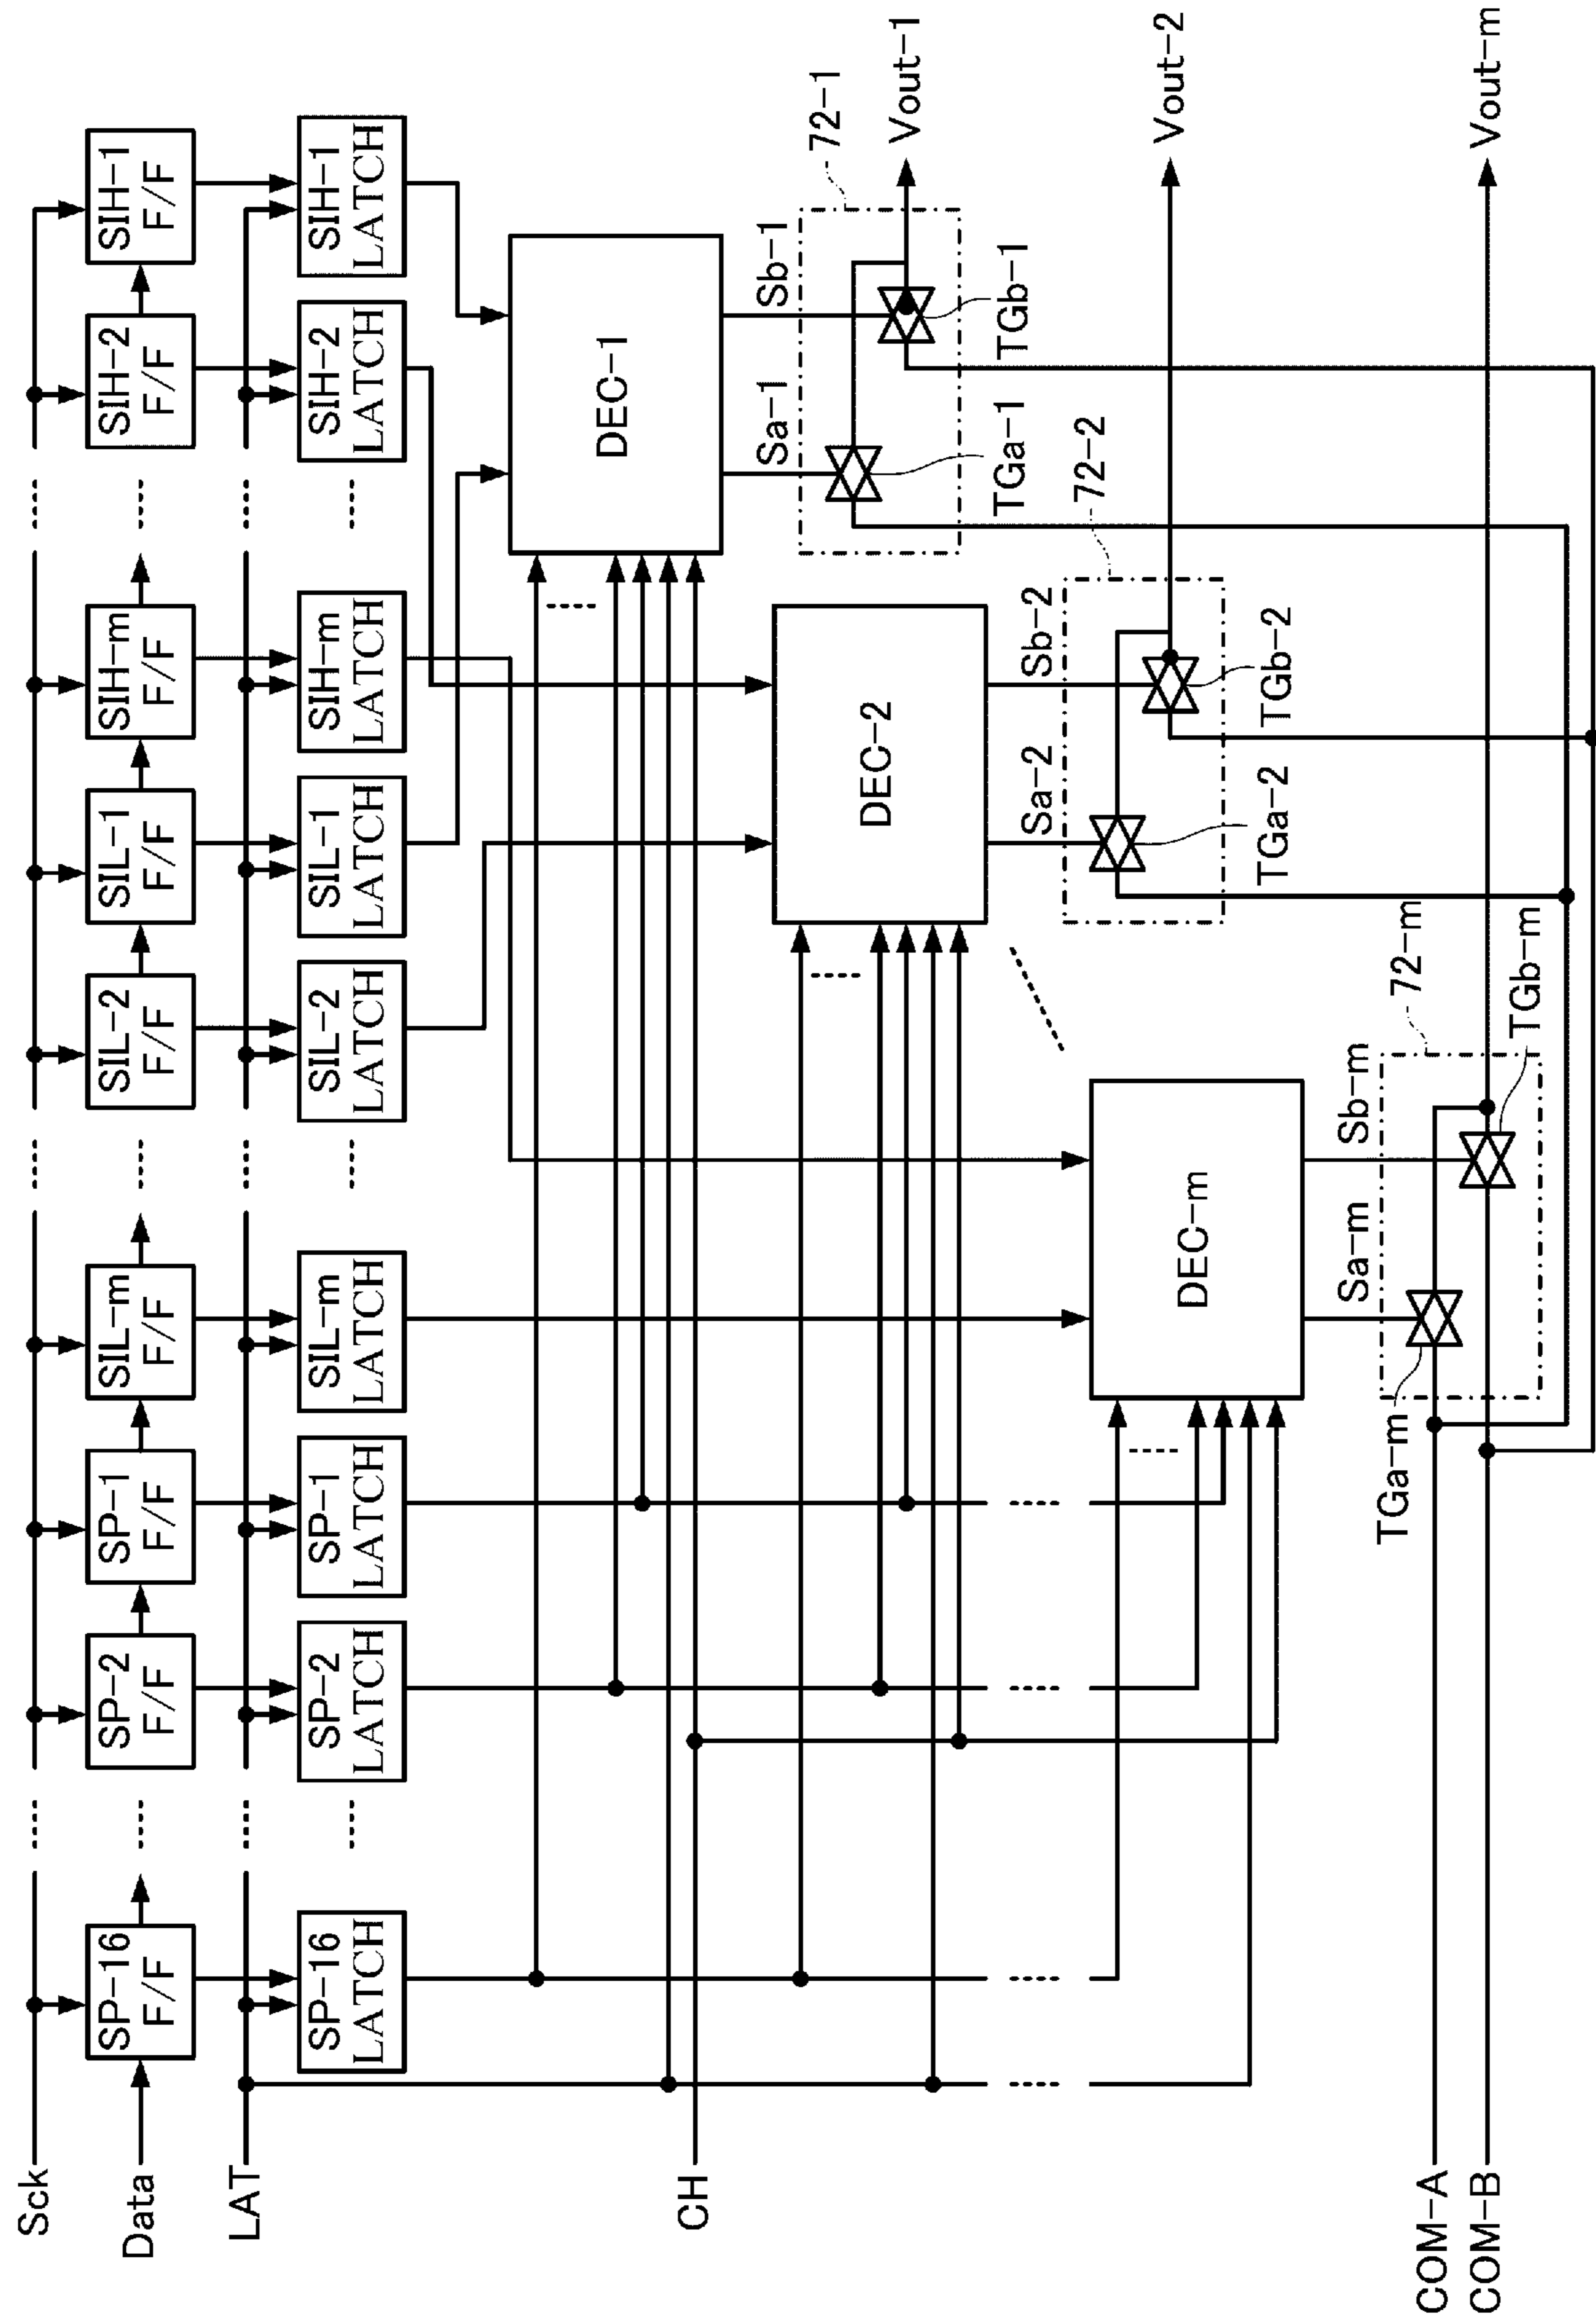 Sck
Data
LAT
CH
COM-A
COM-B
SP-16
F/F
SP-2
F/F
SP-1
F/F
SIL-m
F/F
SIL-2
F/F
SIL-1
F/F
SIH-m
F/F
SIH-2
F/F
SIH-1
F/F
SP-16
LATCH
SP-2
LATCH
SP-1
LATCH
SIL-m
LATCH
SIL-2
LATCH
SIL-1
LATCH
SIH-m
LATCH
SIH-2
LATCH
SIH-1
LATCH
DEC-1
Sa-1
Sb-1
72-1
TGa-1
TGb-1
Vout-1
DEC-2
Sa-2
Sb-2
72-2
TGa-2
TGb-2
Vout-2
DEC-m
Sa-m
Sb-m
72-m
TGa-m
TGb-m
Vout-m